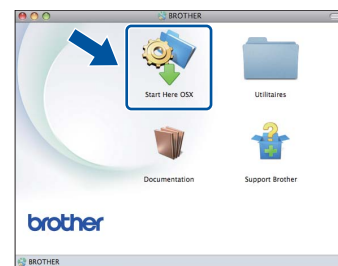 BROTHER
Start Here OSX
Utilitaires
Documentation
Support Brother
brother
BROTHER